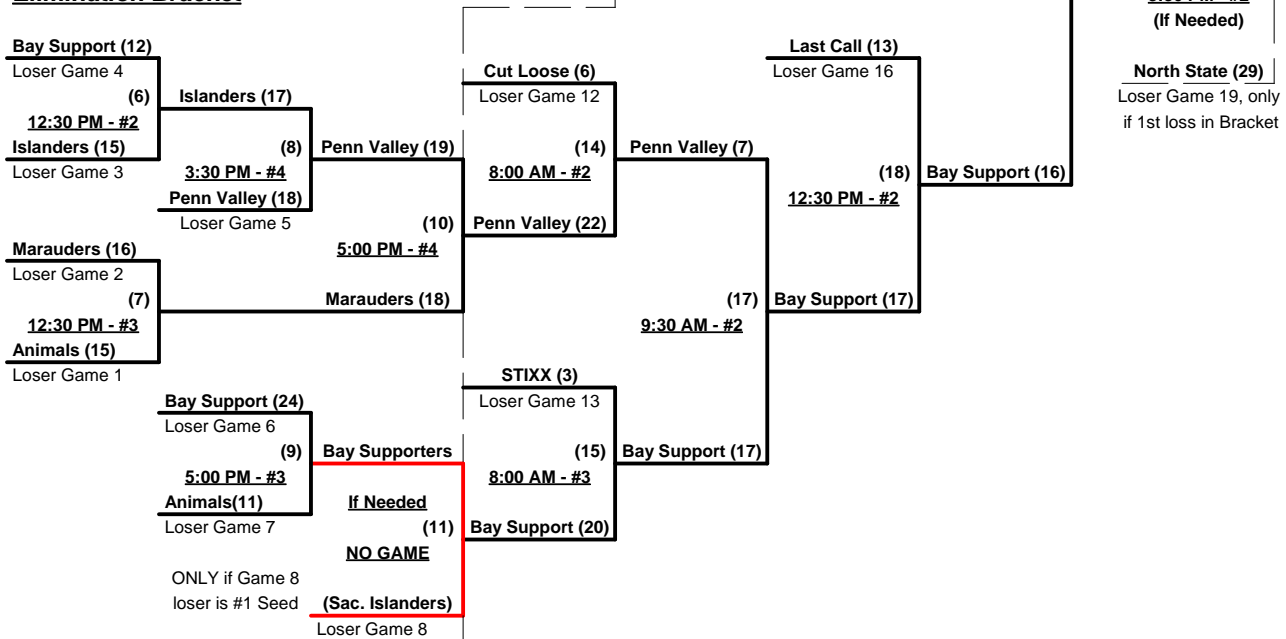 Elimination Bracket
(If Needed)
Bay Support (12)
Loser Game 4
(6)
12:30 PM - #2
Islanders (15)
Loser Game 3
Islanders (17)
(8)
3:30 PM - #4
Penn Valley (18)
Loser Game 5
Penn Valley (19)
(10)
5:00 PM - #4
Marauders (16)
Loser Game 2
(7)
12:30 PM - #3
Animals (15)
Loser Game 1
Marauders (18)
Bay Support (24)
Loser Game 6
(9)
5:00 PM - #3
Animals(11)
Loser Game 7
Bay Supporters
If Needed
(11)
NO GAME
ONLY if Game 8
loser is #1 Seed
(Sac. Islanders)
Loser Game 8
Cut Loose (6)
Loser Game 12
(14)
8:00 AM - #2
Penn Valley (22)
Penn Valley (7)
STIXX (3)
Loser Game 13
(15)
8:00 AM - #3
Bay Support (20)
Bay Support (17)
(17)
9:30 AM - #2
Last Call (13)
Loser Game 16
(18)
12:30 PM - #2
Bay Support (17)
Bay Support (16)
North State (29)
Loser Game 19, only
if 1st loss in Bracket